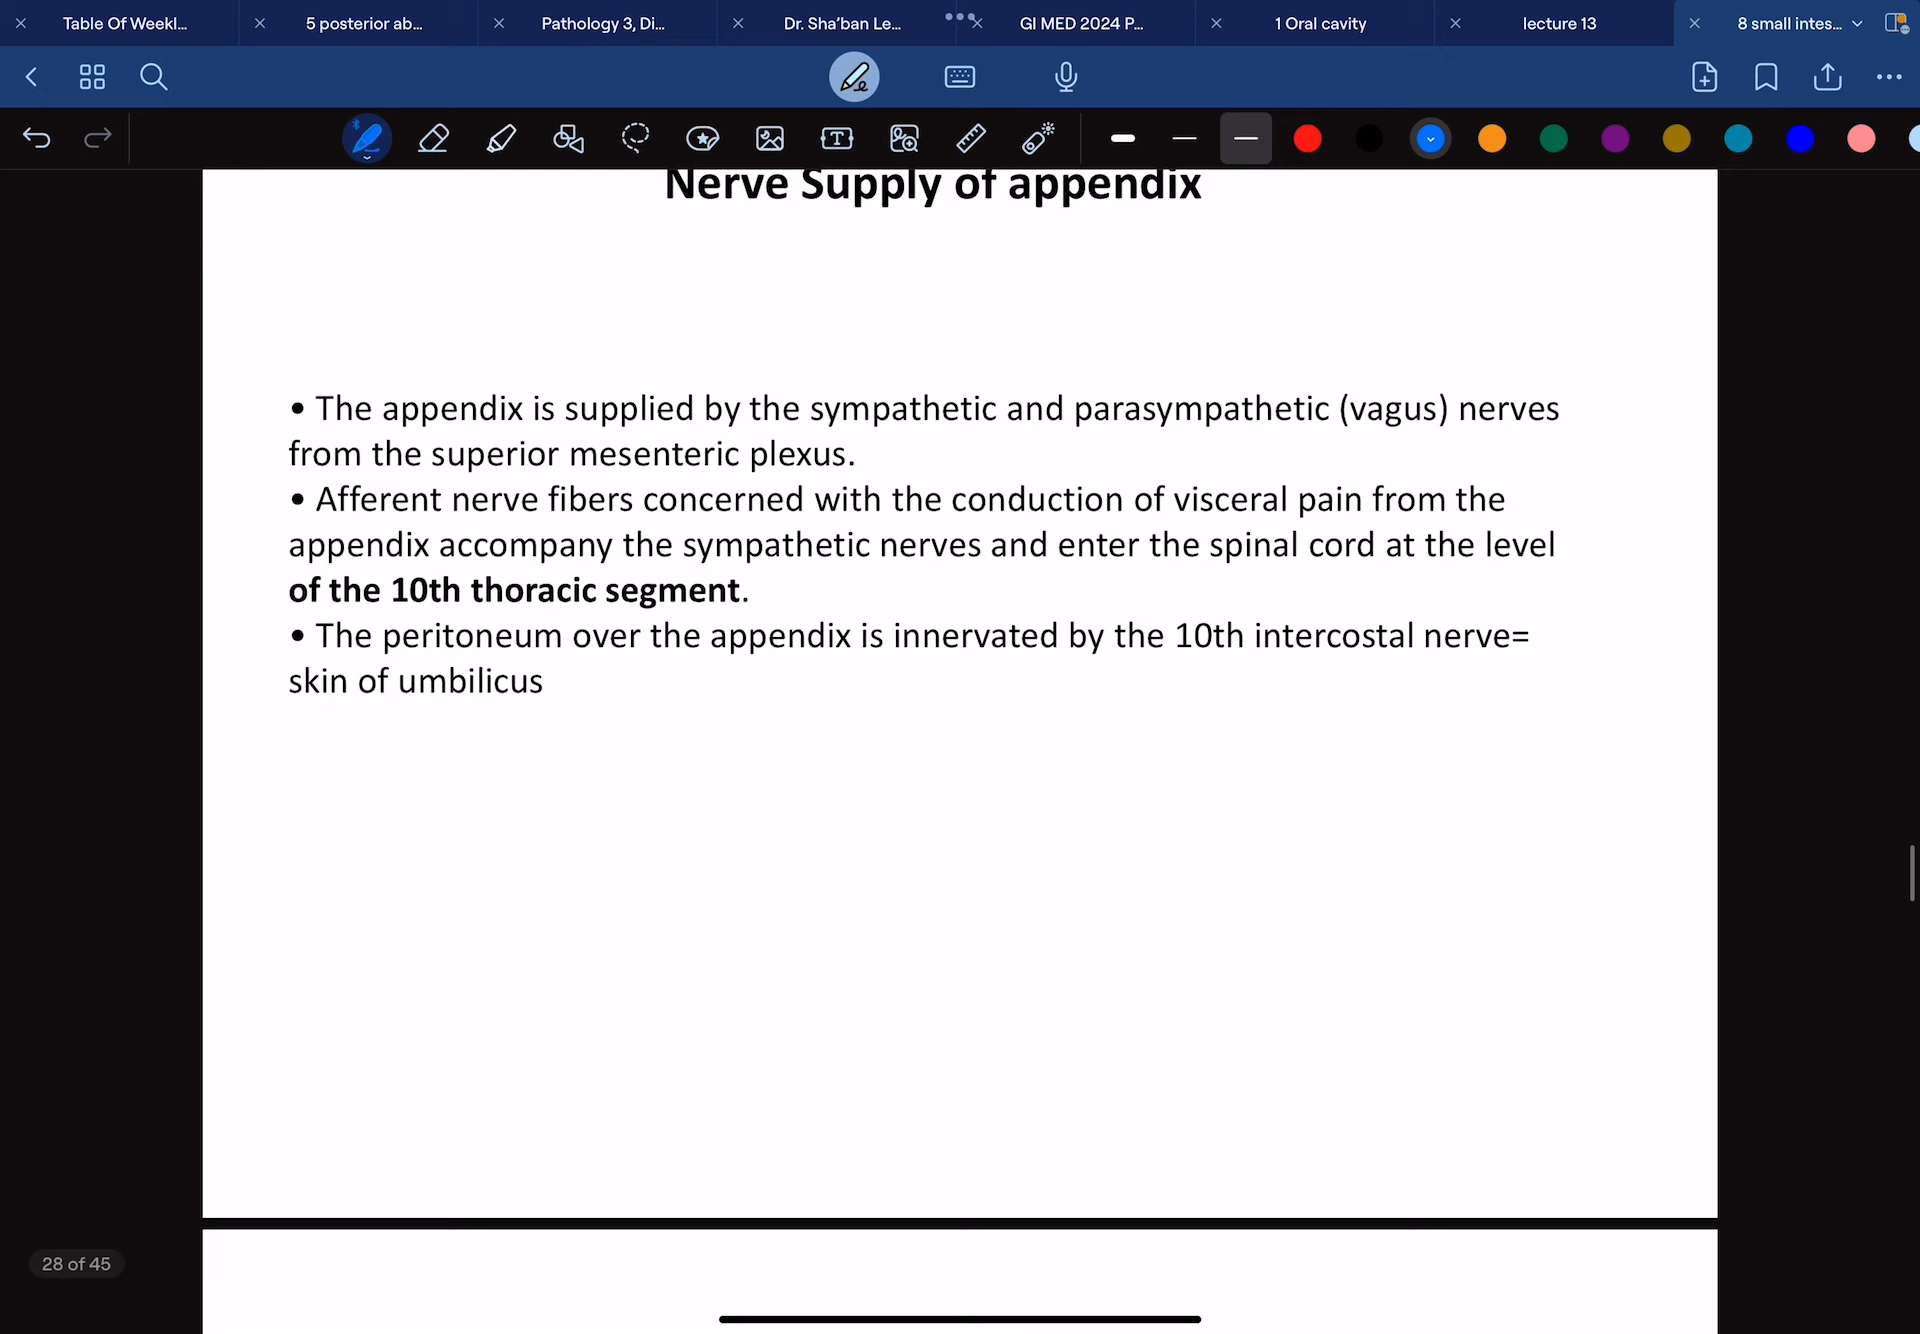 Table Of Weekl...
5 posterior ab...
Pathology 3, Di...
Dr. Sha'ban Le...
GI MED 2024 P...
1 Oral cavity
lecture 13
8 small intes...
Nerve Supply of appendix
• The appendix is supplied by the sympathetic and parasympathetic (vagus) nerves
from the superior mesenteric plexus.
• Afferent nerve fibers concerned with the conduction of visceral pain from the
appendix accompany the sympathetic nerves and enter the spinal cord at the level
of the 10th thoracic segment.
• The peritoneum over the appendix is innervated by the 10th intercostal nerve=
skin of umbilicus
28 of 45